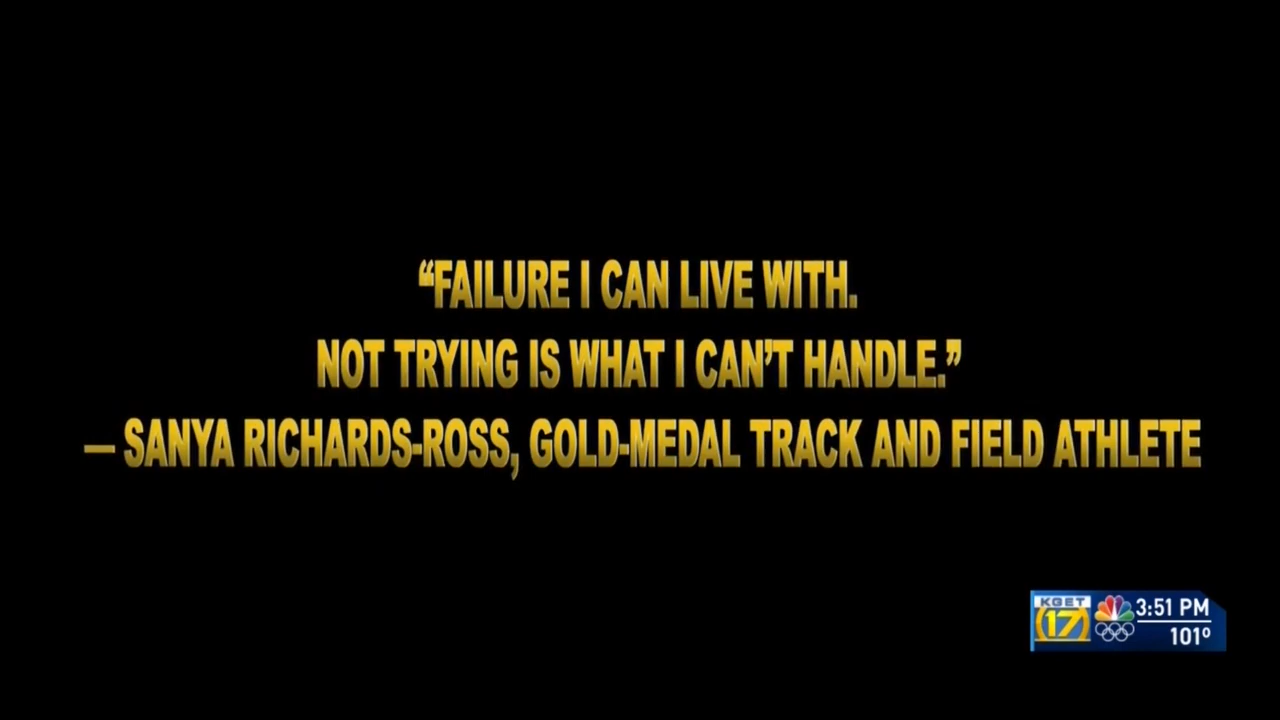 “FAILURE I CAN LIVE WITH.
NOT TRYING IS WHAT I CAN’T HANDLE.”
— SANYA RICHARDS-ROSS, GOLD-MEDAL TRACK AND FIELD ATHLETE
KGET
17
3:51 PM
101º